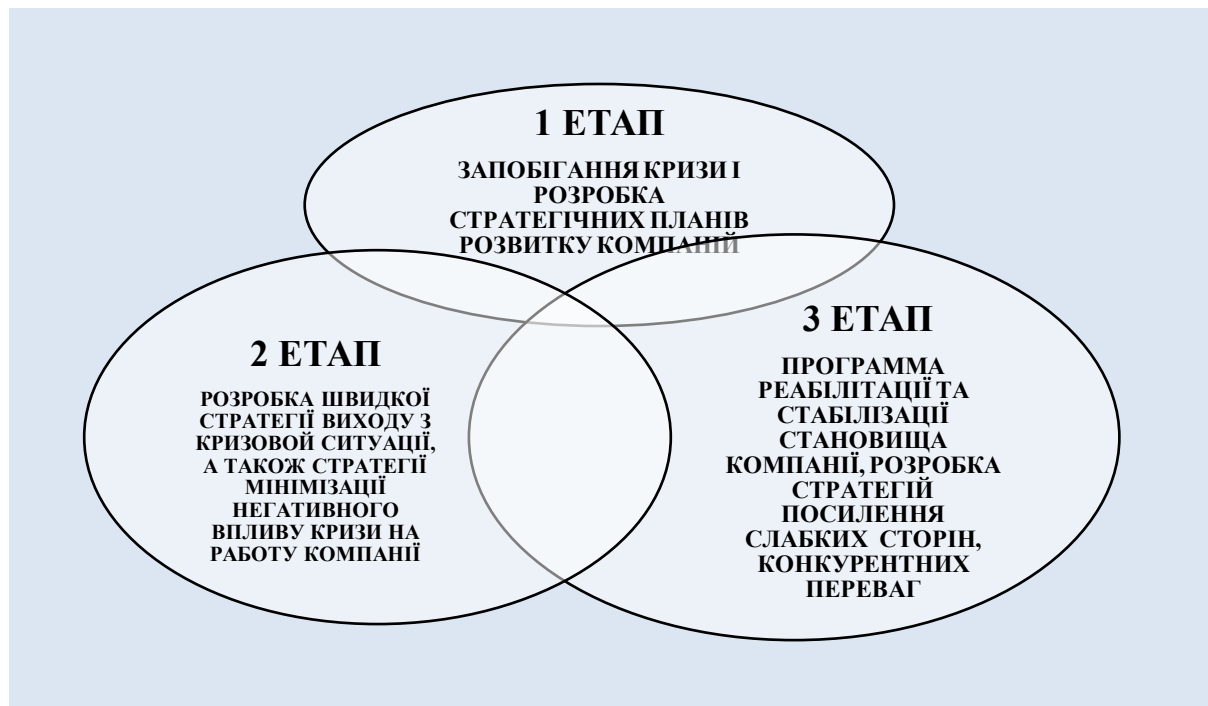 1 ЕТАП
ЗАПОБІГАННЯ КРИЗИ І
РОЗРОБКА
СТРАТЕГІЧНИХ ПЛАНІВ
РОЗВИТКУ КОМПАНІЙ
2 ЕТАП
РОЗРОБКА ШВИДКОЇ
СТРАТЕГІЇ ВИХОДУ З
КРИЗОВОЙ СИТУАЦІЇ,
А ТАКОЖ СТРАТЕГІЇ
МІНІМІЗАЦІЇ
НЕГАТИВНОГО
ВПЛИВУ КРИЗИ НА
РАБОТУ КОМПАНІЇ
3 ЕТАП
ПРОГРАММА
РЕАБІЛІТАЦІЇ ТА
СТАБІЛІЗАЦІЇ
СТАНОВИЩА
КОМПАНІЇ, РОЗРОБКА
СТРАТЕГІЙ
ПОСИЛЕННЯ
СЛАБКИХ СТОРІН,
КОНКУРЕНТНИХ
ПЕРЕВАГ